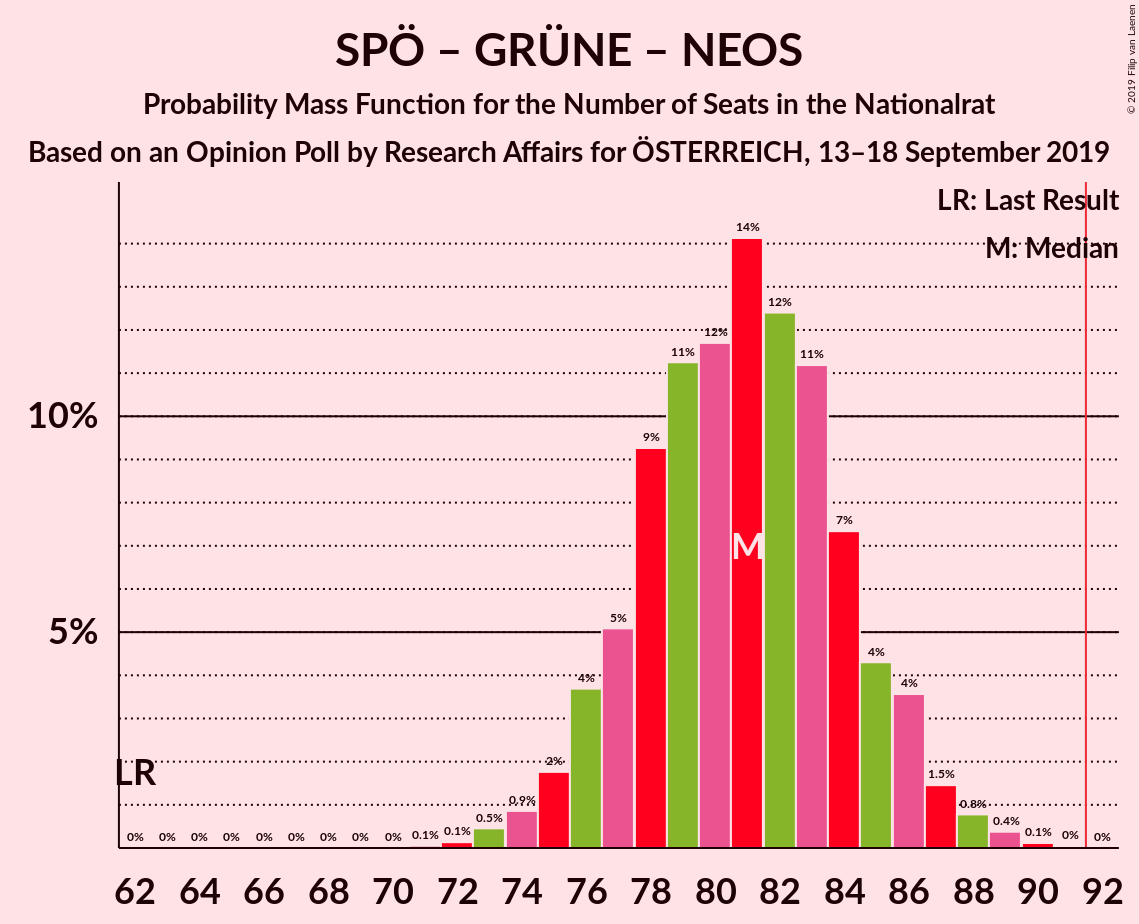 SPÖ – GRÜNE – NEOS
Probability Mass Function for the Number of Seats in the Nationalrat
Based on an Opinion Poll by Research Affairs for ÖSTERREICH, 13–18 September 2019
© 2019 Filip van Laenen
LR: Last Result
M: Median
10%
5%
LR
M
0% 0% 0% 0% 0% 0% 0% 0% 0% 0.1% 0.1% 0.5% 0.9% 2% 4% 5% 9% 11% 12% 14% 12% 11% 7% 4% 4% 1.5% 0.8% 0.4% 0.1% 0% 0%
62 64 66 68 70 72 74 76 78 80 82 84 86 88 90 92